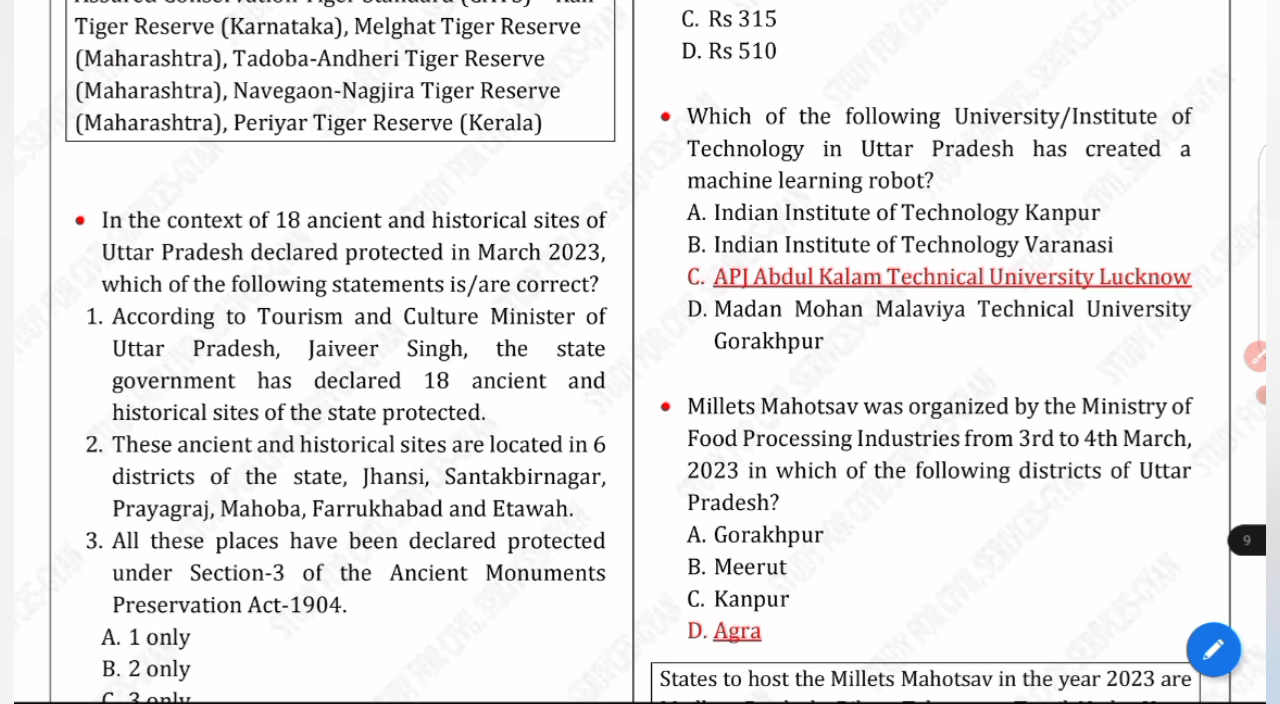 Tiger Reserve (Karnataka), Melghat Tiger Reserve
(Maharashtra), Tadoba-Andheri Tiger Reserve
(Maharashtra), Navegaon-Nagjira Tiger Reserve
(Maharashtra), Periyar Tiger Reserve (Kerala)
• In the context of 18 ancient and historical sites of
Uttar Pradesh declared protected in March 2023,
which of the following statements is/are correct?
1. According to Tourism and Culture Minister of
Uttar Pradesh, Jaiveer Singh, the state
government has declared 18 ancient and
historical sites of the state protected.
2. These ancient and historical sites are located in 6
districts of the state, Jhansi, Santakbirnagar,
Prayagraj, Mahoba, Farrukhabad and Etawah.
3. All these places have been declared protected
under Section-3 of the Ancient Monuments
Preservation Act-1904.
A. 1 only
B. 2 only
C. 3 only
C. Rs 315
D. Rs 510
• Which of the following University/Institute of
Technology in Uttar Pradesh has created a
machine learning robot?
A. Indian Institute of Technology Kanpur
B. Indian Institute of Technology Varanasi
C. APJ Abdul Kalam Technical University Lucknow
D. Madan Mohan Malaviya Technical University
Gorakhpur
• Millets Mahotsav was organized by the Ministry of
Food Processing Industries from 3rd to 4th March,
2023 in which of the following districts of Uttar
Pradesh?
A. Gorakhpur
B. Meerut
C. Kanpur
D. Agra
States to host the Millets Mahotsav in the year 2023 are
9